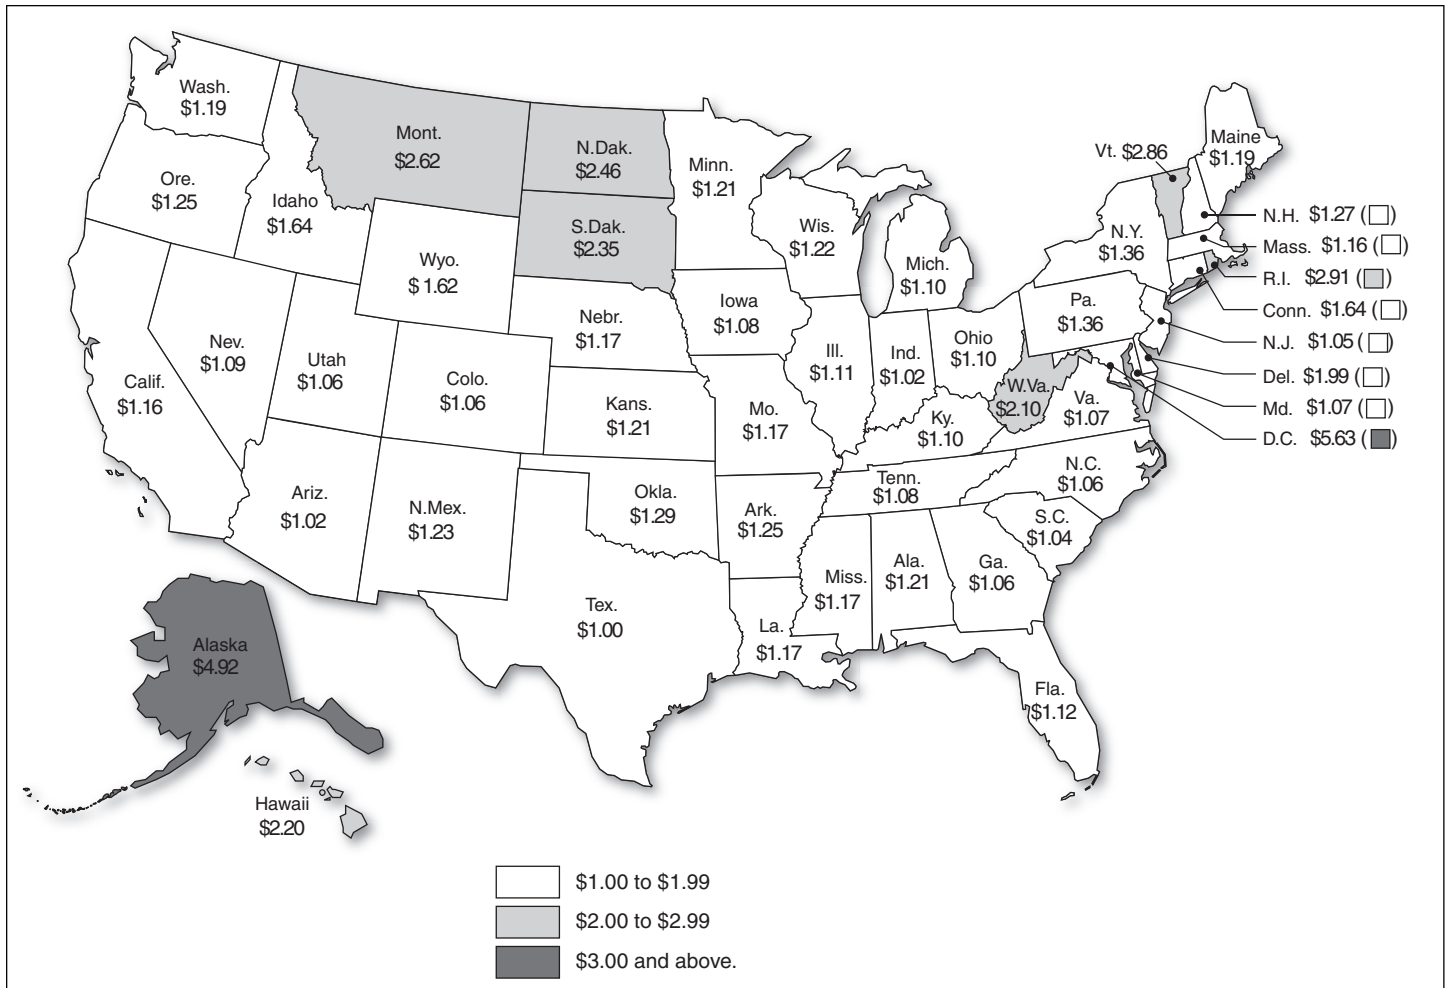 Wash.
$1.19
Ore.
$1.25
Idaho
$1.64
Mont.
$2.62
N.Dak.
$2.46
S.Dak.
$2.35
Wyo.
$ 1.62
Minn.
$1.21
Wis.
$1.22
Mich.
$1.10
Vt. $2.86
Maine
$1.19
N.Y.
$1.36
N.H. $1.27 (□)
Mass. $1.16 (□)
R.I. $2.91 (□)
Conn. $1.64 (□)
N.J. $1.05 (□)
Del. $1.99 (□)
Md. $1.07 (□)
D.C. $5.63 (■)
Calif.
$1.16
Nev.
$1.09
Utah
$1.06
Colo.
$1.06
Nebr.
$1.17
Kans.
$1.21
Iowa
$1.08
Mo.
$1.17
Ill.
$1.11
Ind.
$1.02
Ohio
$1.10
Pa.
$1.36
W.Va.
$2.10
Va.
$1.07
Ky.
$1.10
Tenn.
$1.08
N.C.
$1.06
S.C.
$1.04
Ariz.
$1.02
N.Mex.
$1.23
Okla.
$1.29
Ark.
$1.25
Tex.
$1.00
La.
$1.17
Miss.
$1.17
Ala.
$1.21
Ga.
$1.06
Fla.
$1.12
Alaska
$4.92
Hawaii
$2.20
$1.00 to $1.99
$2.00 to $2.99
$3.00 and above.